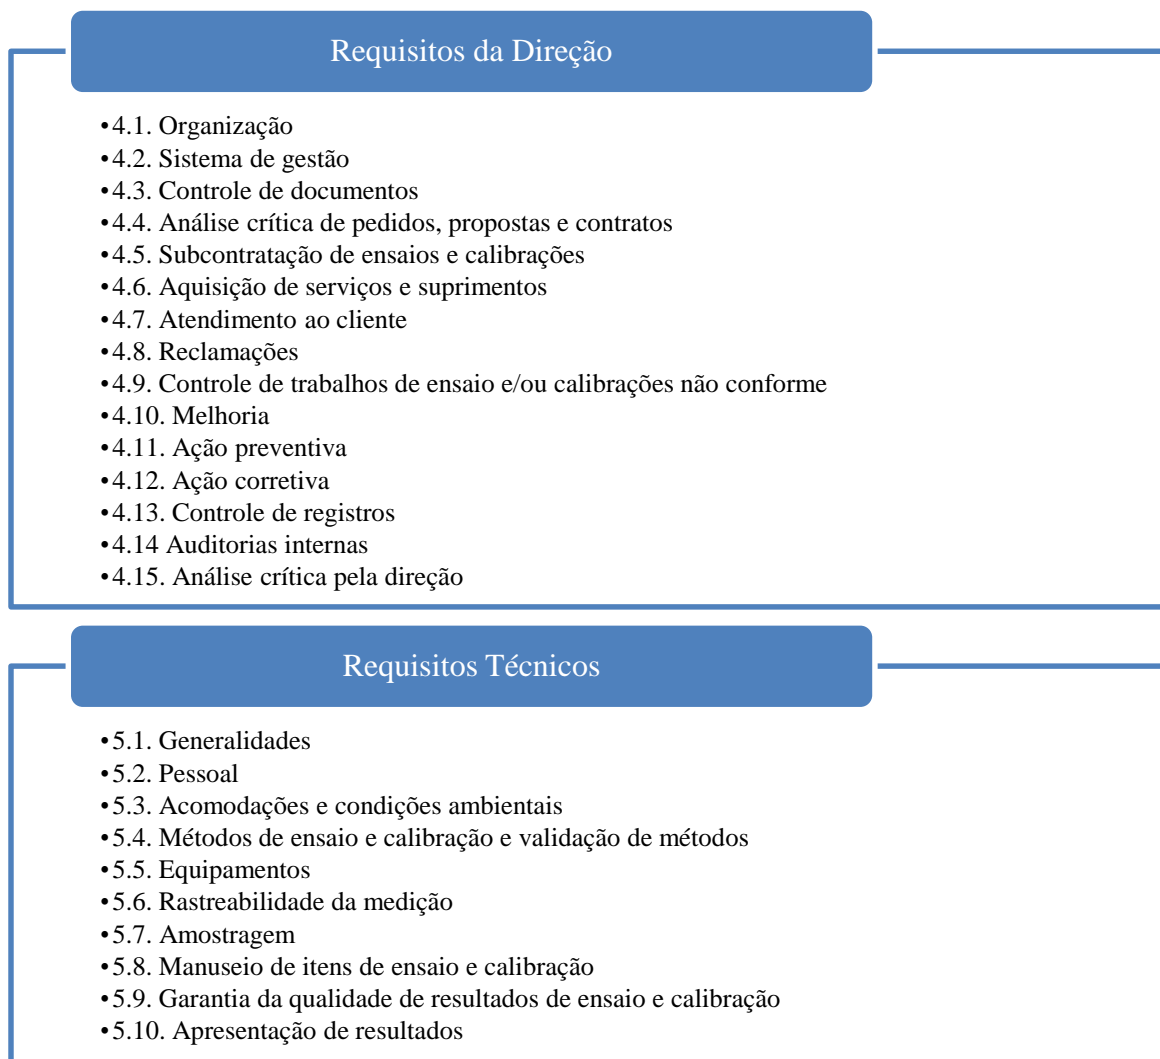 Requisitos da Direção
•4.1. Organização
•4.2. Sistema de gestão
•4.3. Controle de documentos
•4.4. Análise crítica de pedidos, propostas e contratos
•4.5. Subcontratação de ensaios e calibrações
•4.6. Aquisição de serviços e suprimentos
•4.7. Atendimento ao cliente
•4.8. Reclamações
•4.9. Controle de trabalhos de ensaio e/ou calibrações não conforme
•4.10. Melhoria
•4.11. Ação preventiva
•4.12. Ação corretiva
•4.13. Controle de registros
•4.14 Auditorias internas
•4.15. Análise crítica pela direção
Requisitos Técnicos
•5.1. Generalidades
•5.2. Pessoal
•5.3. Acomodações e condições ambientais
•5.4. Métodos de ensaio e calibração e validação de métodos
•5.5. Equipamentos
•5.6. Rastreabilidade da medição
•5.7. Amostragem
•5.8. Manuseio de itens de ensaio e calibração
•5.9. Garantia da qualidade de resultados de ensaio e calibração
•5.10. Apresentação de resultados